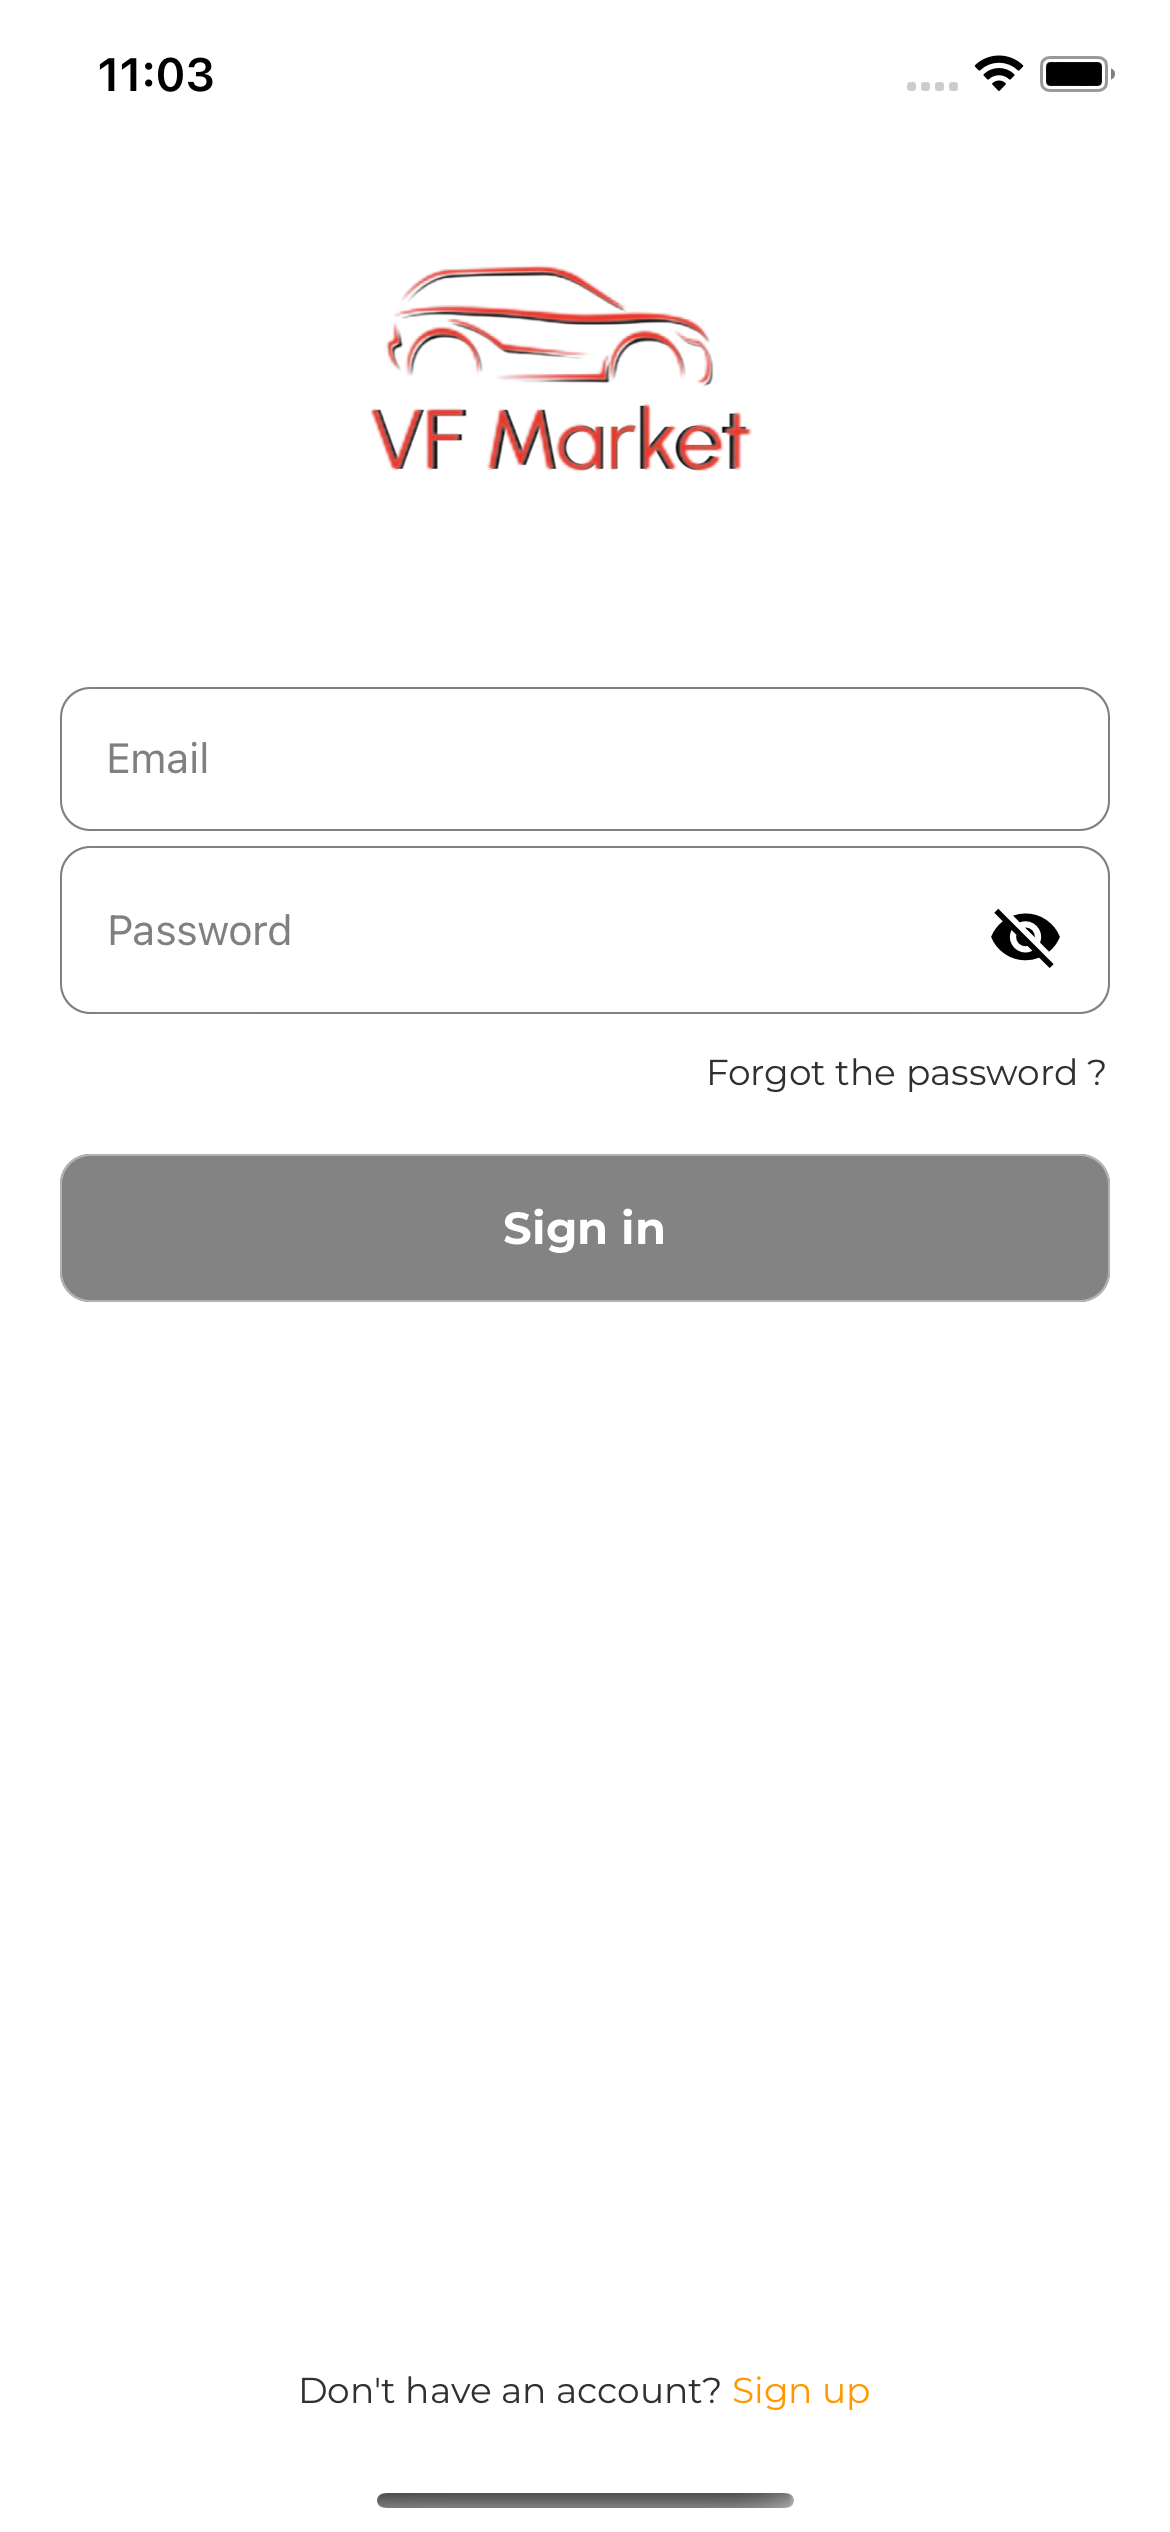 11:03
VF Market
Email
Password
Forgot the password ?
Sign in
Don't have an account? Sign up